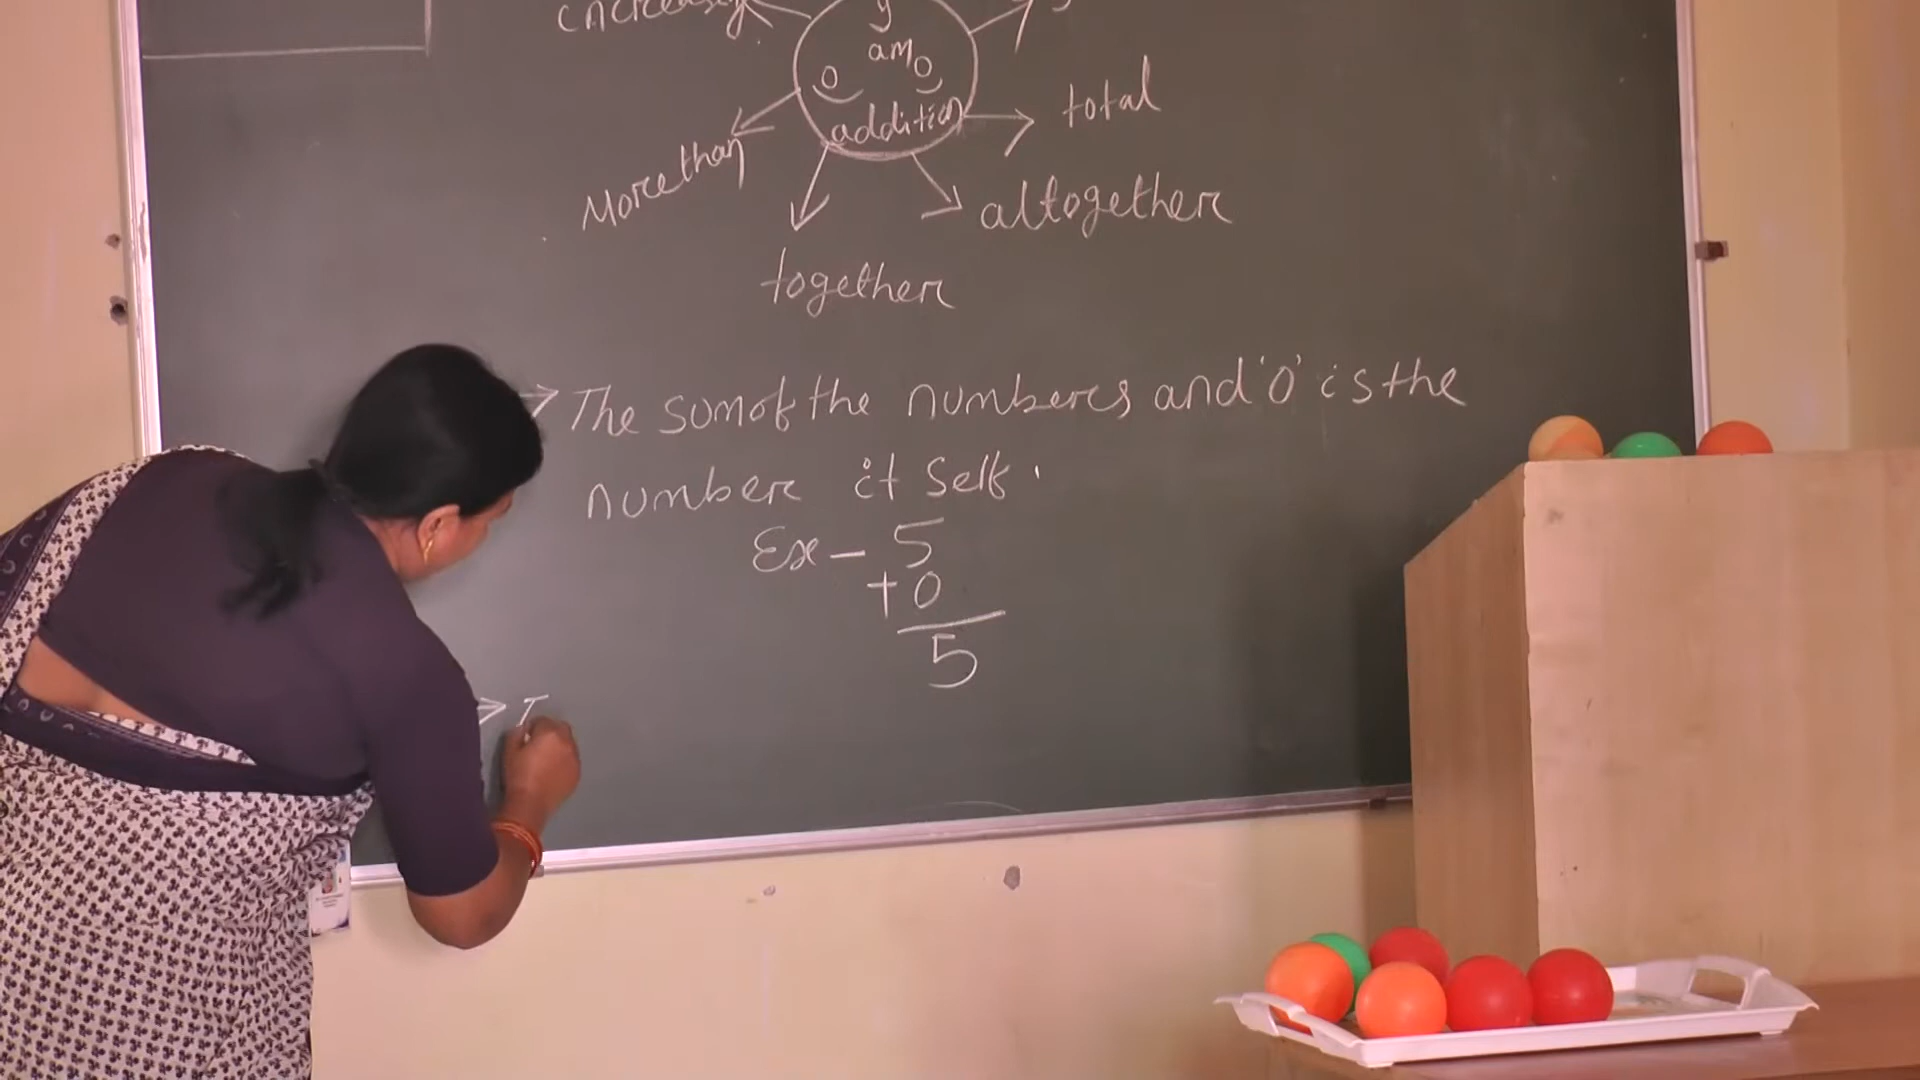 increasely
y
am
addition
total
More than
altogether
together
→ The sum of the numbers and '0' is the
number it self.
Ex - 5
+ 0
5
→ T